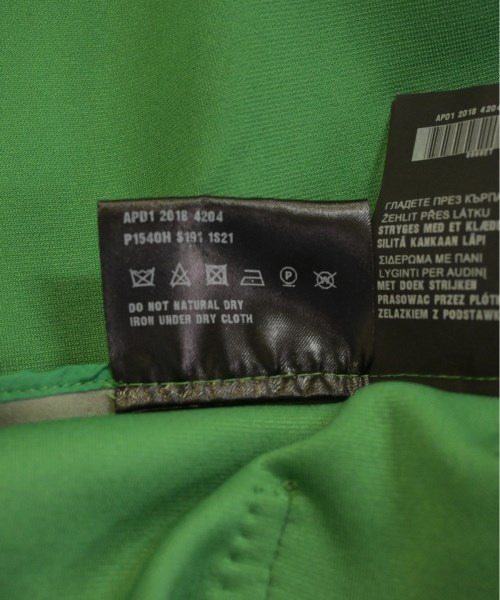 APD1 2018 4204
P1540H S191 1S21
DO NOT NATURAL DRY
IRON UNDER DRY CLOTH
APD1 2018 4204
ГЛАДЕТЕ ПРЕЗ КЪРПА
ŽEHLIT PŘES LÁTKU
STRYGES MED ET KLÆDE
SILITÄ KANKAAN LÄPI
ΣΙΔΕΡΩΜΑ ΜΕ ΠΑΝΙ
LYGINTI PER AUDINĮ
MET DOEK STRIJKEN
PRASOWAĆ PRZEZ PŁÓTN
ŻELAZKIEM Z PODSTAW